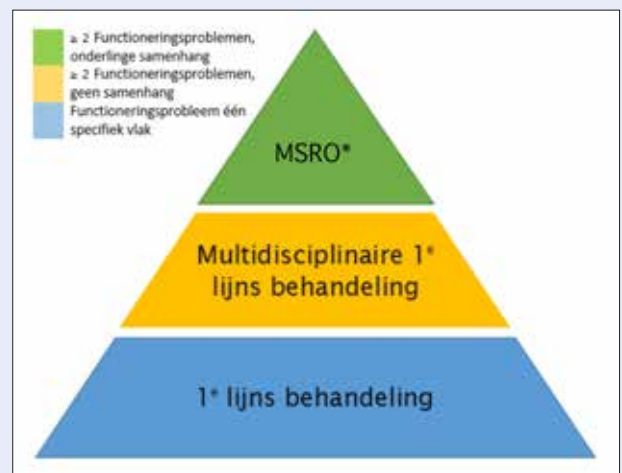 ≥ 2 Functioneringsproblemen,
onderlinge samenhang
≥ 2 Functioneringsproblemen,
geen samenhang
Functioneringsprobleem één
specifiek vlak
MSRO*
Multidisciplinaire 1ᵉ
lijns behandeling
1ᵉ lijns behandeling